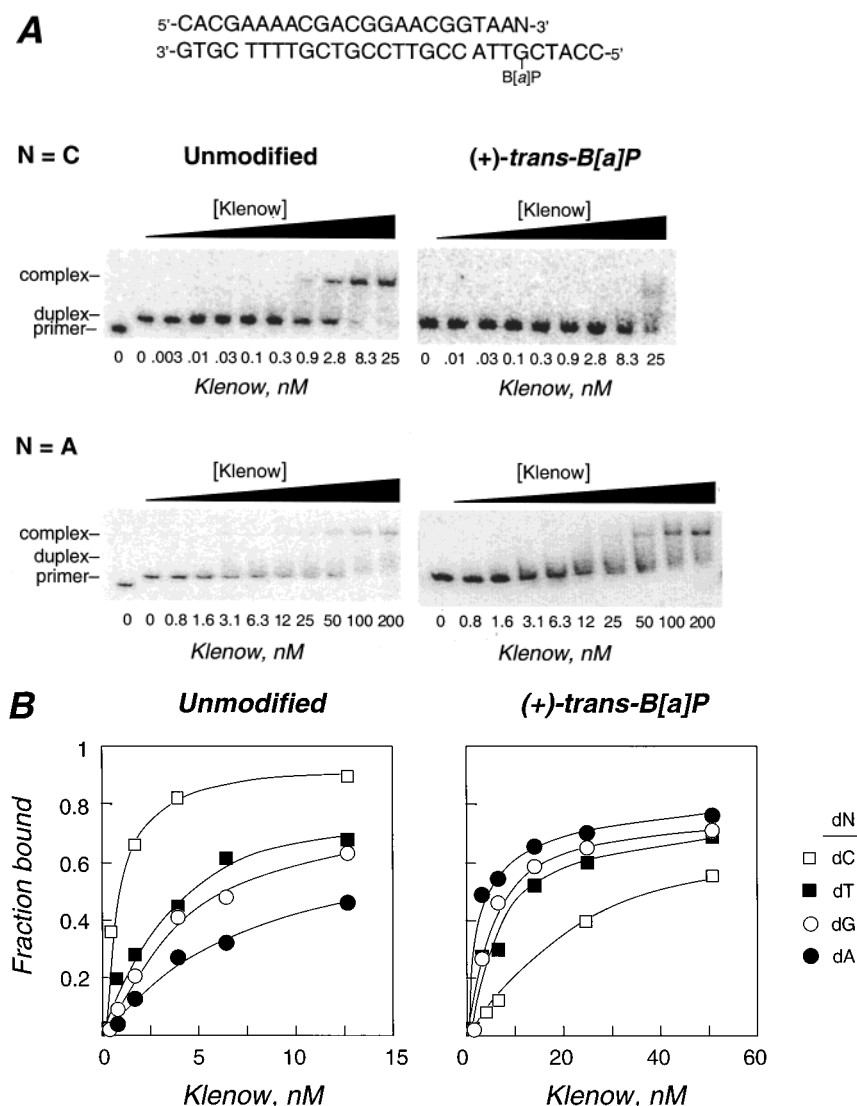 A
5'-CACGAAAACGACGGAACGGTAAN-3'
3'-GTGC TTTTGCTGCCTTGCC ATTGCTACC-5'
B[a]P
N = C
Unmodified
(+)-trans-B[a]P
[Klenow]
[Klenow]
complex–
duplex–
primer–
0 0 .003 .01 .03 0.1 0.3 0.9 2.8 8.3 25
0 .01 .03 0.1 0.3 0.9 2.8 8.3 25
Klenow, nM
Klenow, nM
N = A
[Klenow]
[Klenow]
complex–
duplex–
primer–
0 0 0.8 1.6 3.1 6.3 12 25 50 100 200
0 0.8 1.6 3.1 6.3 12 25 50 100 200
Klenow, nM
Klenow, nM
B
Unmodified
(+)-trans-B[a]P
Fraction bound
1
0.8
0.6
0.4
0.2
0 5 10 15
0 20 40 60
Klenow, nM
Klenow, nM
dN
dC
dT
dG
dA